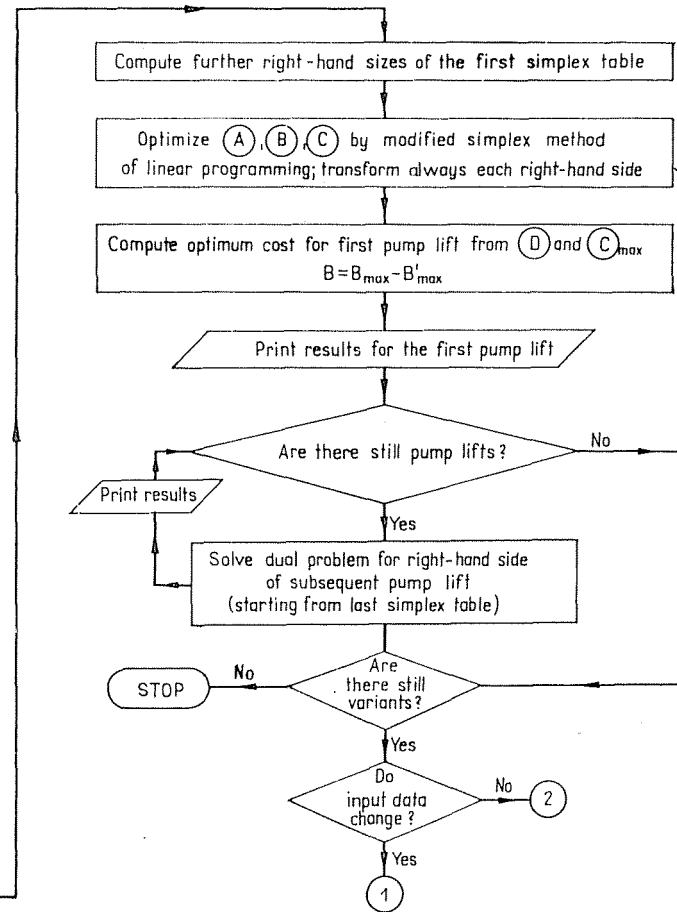 Compute further right-hand sizes of the first simplex table
Optimize A, B, C by modified simplex method
of linear programming; transform always each right-hand side
Compute optimum cost for first pump lift from D and Cmax
B=Bmax-B'max
Print results for the first pump lift
Are there still pump lifts?
No
Print results
Yes
Solve dual problem for right-hand side
of subsequent pump lift
(starting from last simplex table)
STOP
No
Are
there still
variants?
Yes
Do
input data
change?
No
2
Yes
1